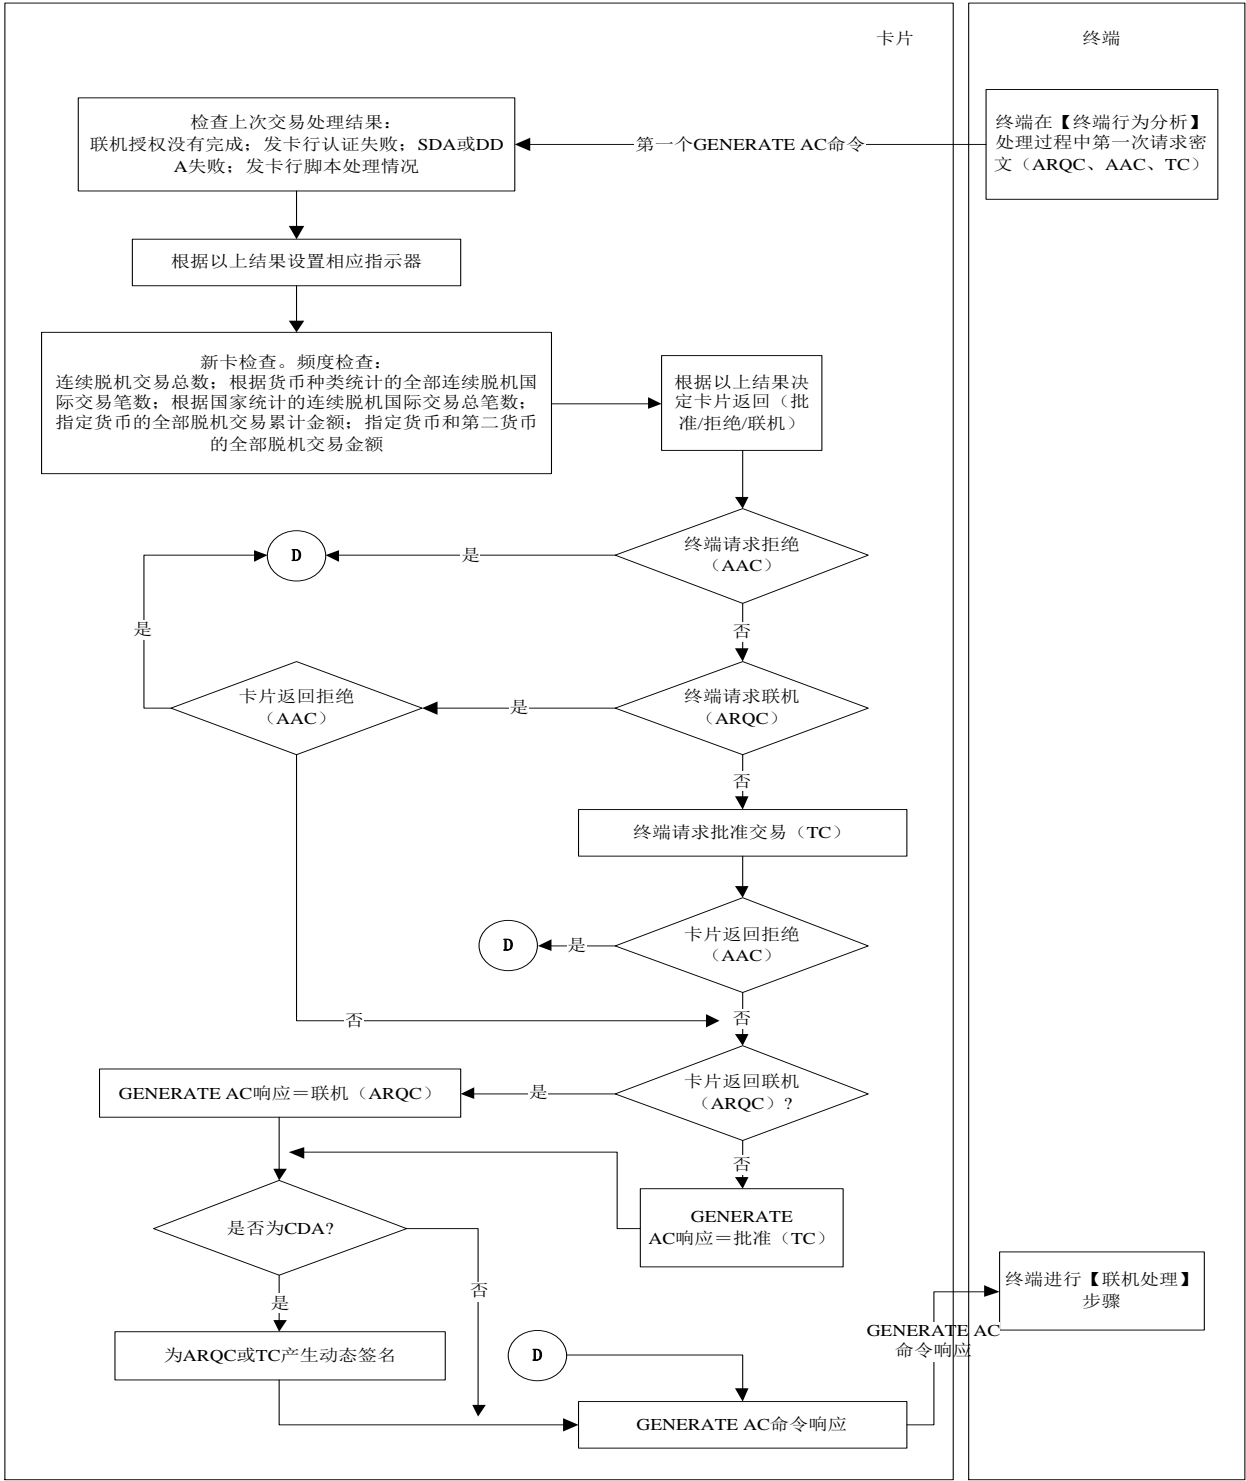 卡片
终端
检查上次交易处理结果:
联机授权没有完成；发卡行认证失败；SDA或DD
A失败；发卡行脚本处理情况
第一个GENERATE AC命令
终端在【终端行为分析】
处理过程中第一次请求密
文（ARQC、AAC、TC）
根据以上结果设置相应指示器
新卡检查。频度检查:
连续脱机交易总数；根据货币种类统计的全部连续脱机国
际交易笔数；根据国家统计的连续脱机国际交易总笔数；
指定货币的全部脱机交易累计金额；指定货币和第二货币
的全部脱机交易金额
根据以上结果决
定卡片返回（批
准/拒绝/联机）
终端请求拒绝
（AAC）
是
D
否
是
终端请求联机
（ARQC）
是
卡片返回拒绝
（AAC）
否
终端请求批准交易（TC）
卡片返回拒绝
（AAC）
是
D
否
否
卡片返回联机
（ARQC）?
是
GENERATE AC响应＝联机（ARQC）
否
GENERATE
AC响应＝批准（TC）
是否为CDA?
否
是
为ARQC或TC产生动态签名
D
GENERATE AC命令响应
GENERATE AC
命令响应
终端进行【联机处理】
步骤